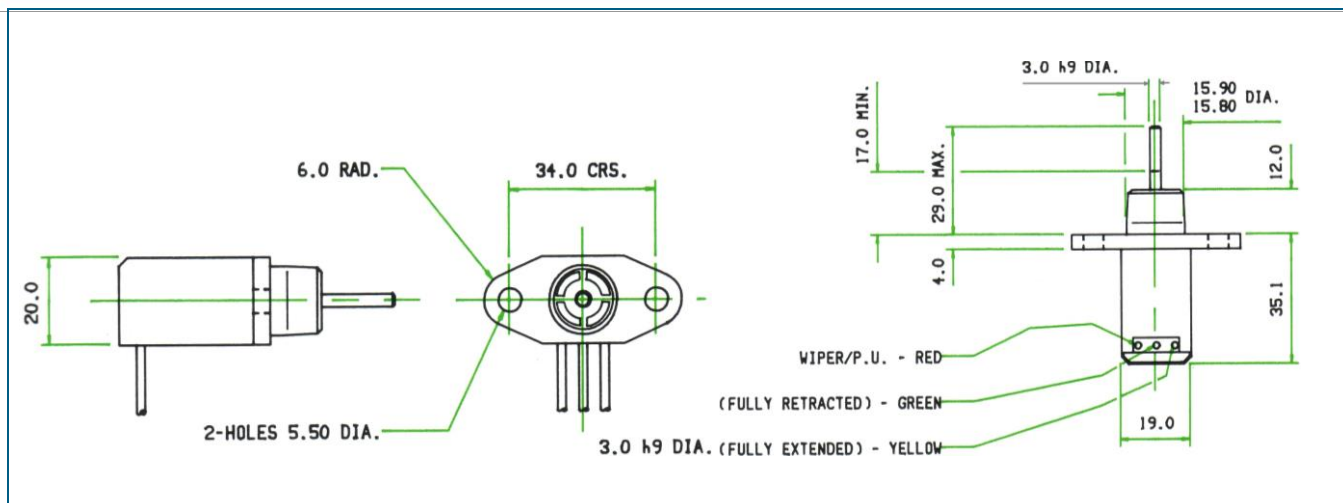 3.0 h9 DIA.
15.90
15.80 DIA.
17.0 MIN.
29.0 MAX.
12.0
6.0 RAD.
34.0 CRS.
4.0
20.0
35.1
WIPER/P.U. - RED
(FULLY RETRACTED) - GREEN
2-HOLES 5.50 DIA.
3.0 h9 DIA. (FULLY EXTENDED) - YELLOW
19.0